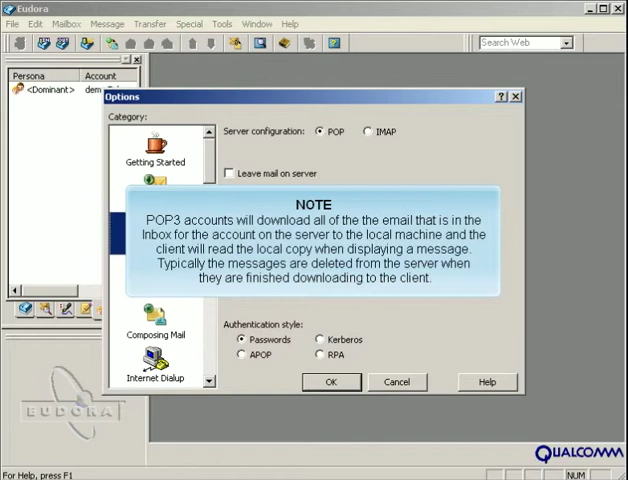 Eudora
File Edit Mailbox Message Transfer Special Tools Window Help
Search Web
Persona Account
<Dominant>
Options
Category:
Getting Started
Server configuration: POP IMAP
Leave mail on server
NOTE
POP3 accounts will download all of the the email that is in the
Inbox for the account on the server to the local machine and the
client will read the local copy when displaying a message.
Typically the messages are deleted from the server when
they are finished downloading to the client.
Composing Mail
Internet Dialup
Authentication style:
Passwords Kerberos
APOP RPA
OK Cancel Help
EUDORA
QUALCOMM
For Help, press F1
NUM